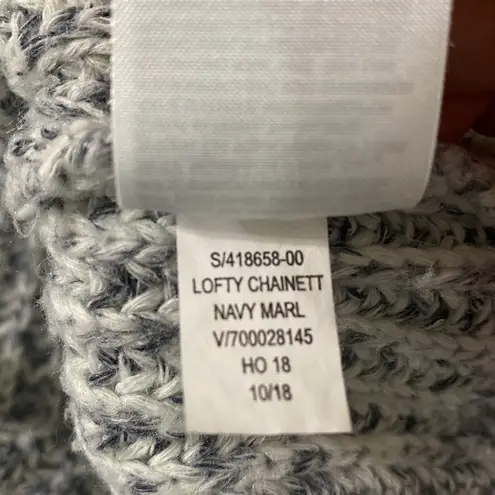 S/418658-00
LOFTY CHAINETT
NAVY MARL
V/700028145
HO 18
10/18